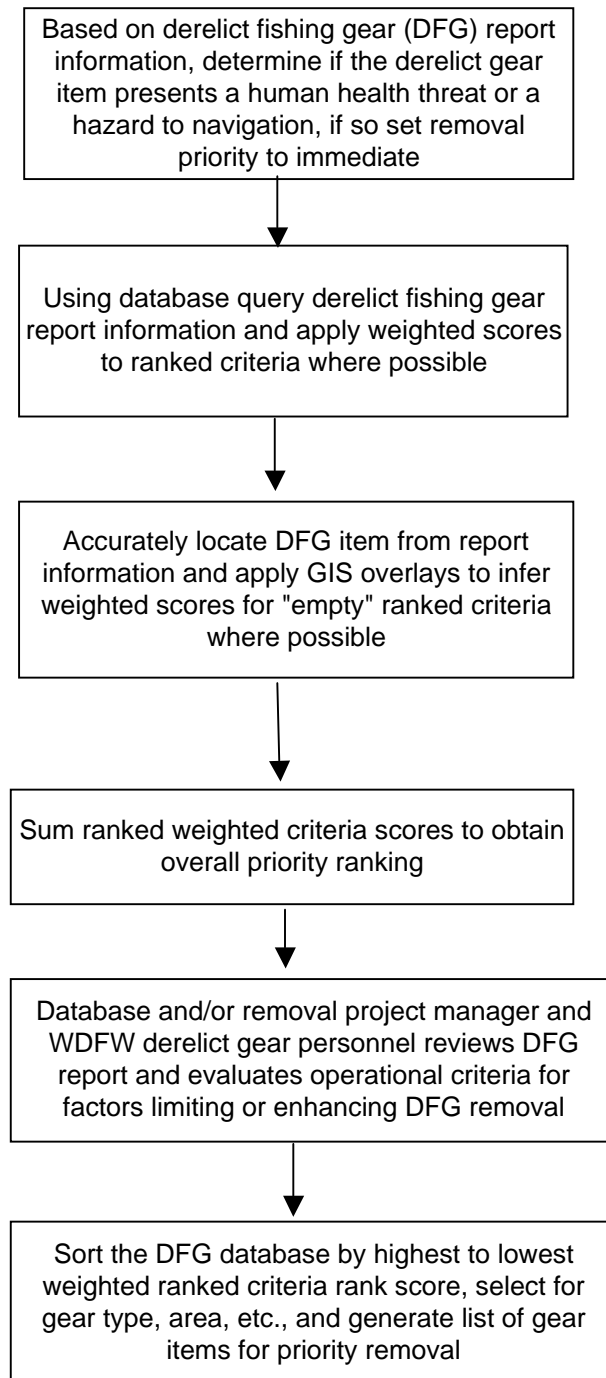 Based on derelict fishing gear (DFG) report
information, determine if the derelict gear
item presents a human health threat or a
hazard to navigation, if so set removal
priority to immediate
Using database query derelict fishing gear
report information and apply weighted scores
to ranked criteria where possible
Accurately locate DFG item from report
information and apply GIS overlays to infer
weighted scores for "empty" ranked criteria
where possible
Sum ranked weighted criteria scores to obtain
overall priority ranking
Database and/or removal project manager and
WDFW derelict gear personnel reviews DFG
report and evaluates operational criteria for
factors limiting or enhancing DFG removal
Sort the DFG database by highest to lowest
weighted ranked criteria rank score, select for
gear type, area, etc., and generate list of gear
items for priority removal